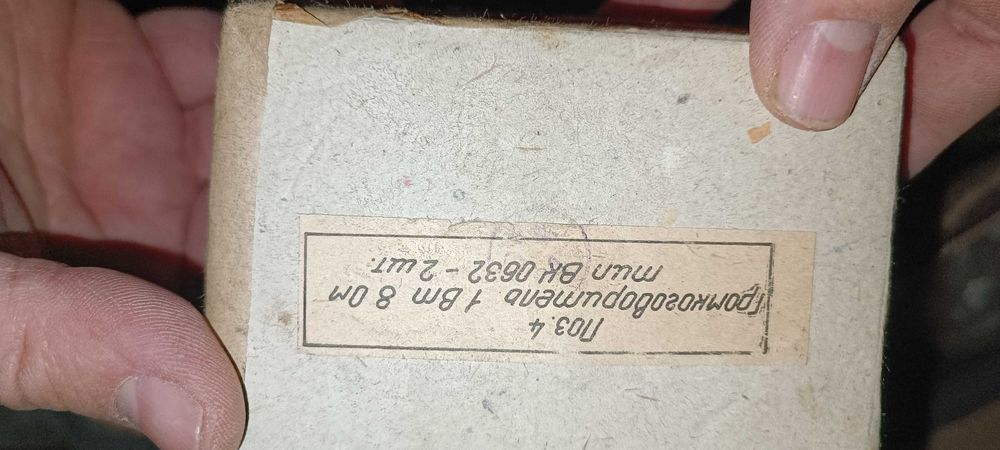 Поз.4
Громкоговоритель 1 Вт 8 Ом
тип ВК 0632 - 2 шт.